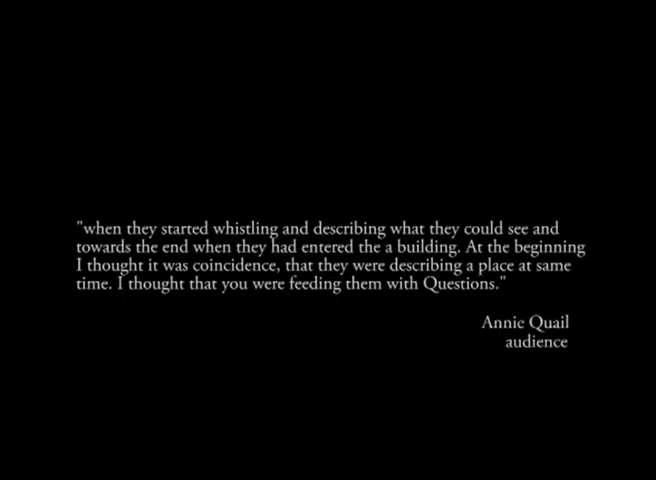 "when they started whistling and describing what they could see and
towards the end when they had entered the a building. At the beginning
I thought it was coincidence, that they were describing a place at same
time. I thought that you were feeding them with Questions."
Annie Quail
audience